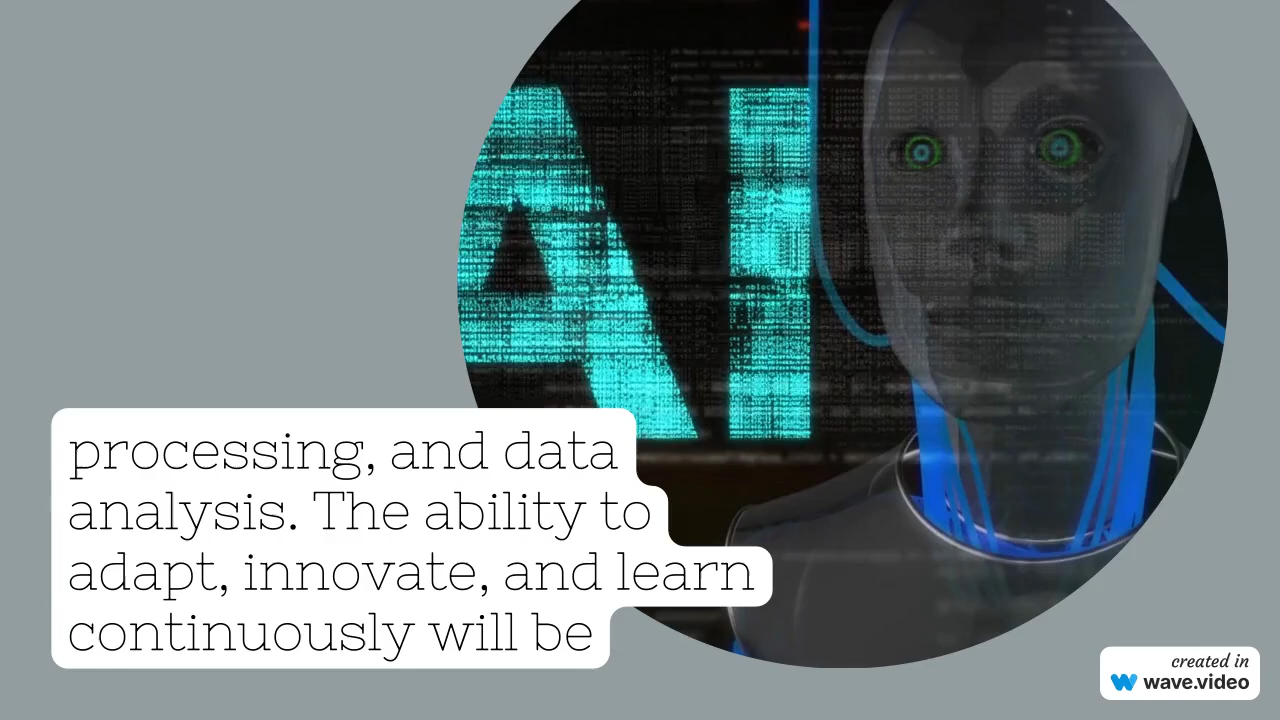 AI
processing, and data
analysis. The ability to
adapt, innovate, and learn
continuously will be
created in
wave.video